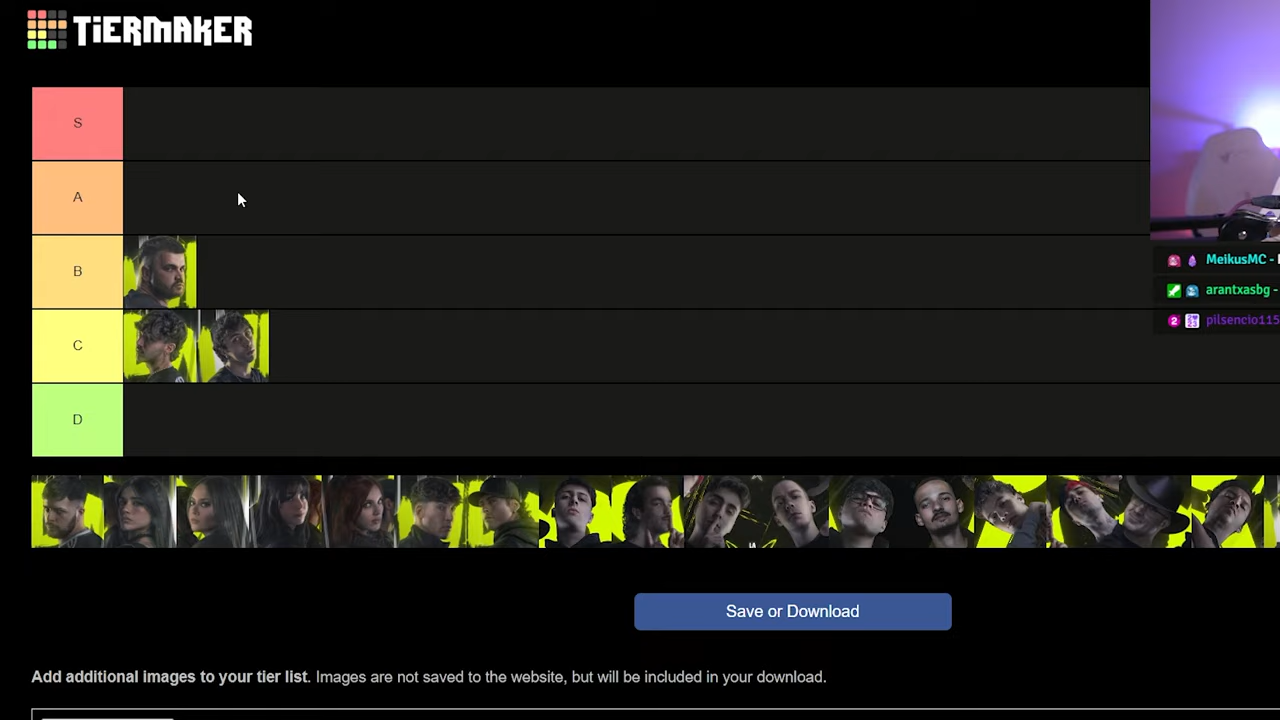 TiERMAKER
S
A
B
MeikusMC -
arantxasbg -
pilsencio115
C
D
LA
Save or Download
Add additional images to your tier list. Images are not saved to the website, but will be included in your download.